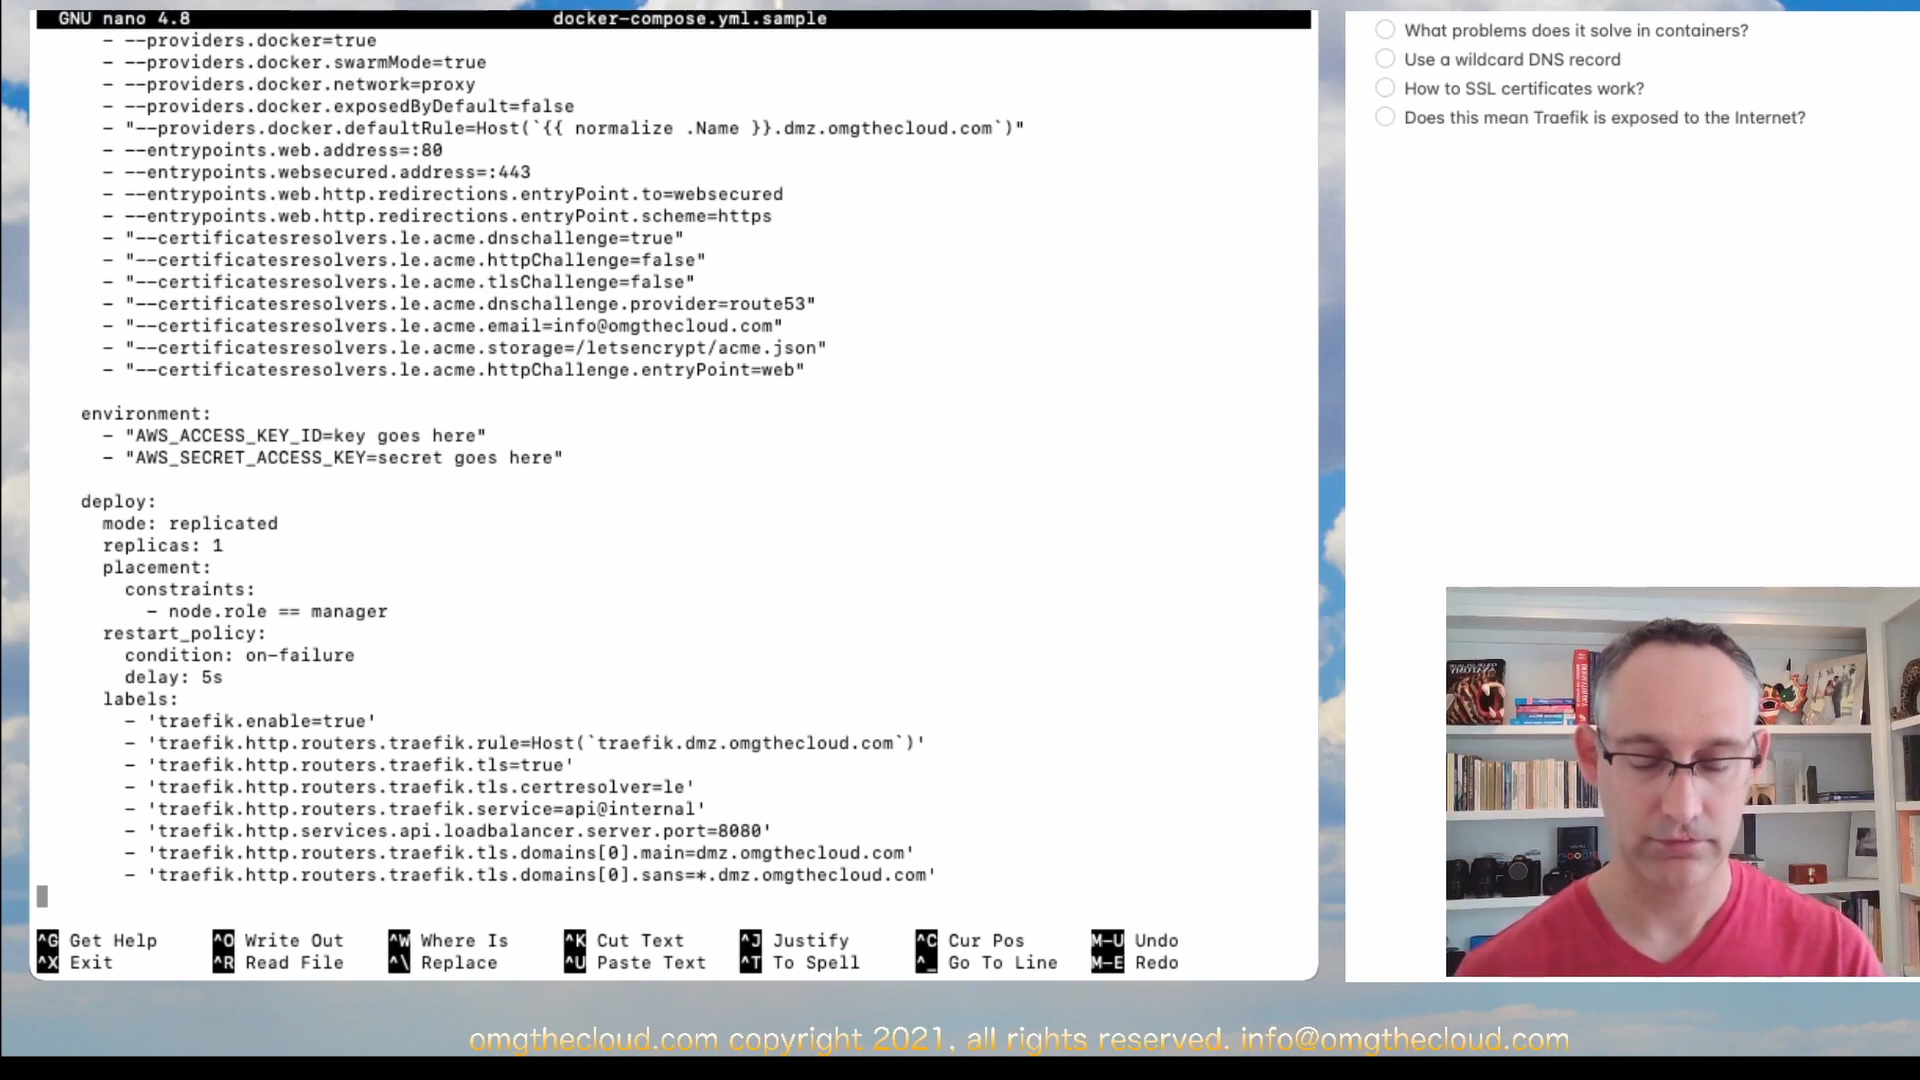 GNU nano 4.8 docker-compose.yml.sample
- --providers.docker=true
- --providers.docker.swarmMode=true
- --providers.docker.network=proxy
- --providers.docker.exposedByDefault=false
- "--providers.docker.defaultRule=Host(`{{ normalize .Name }}.dmz.omgthecloud.com`)"
- --entrypoints.web.address=:80
- --entrypoints.websecured.address=:443
- --entrypoints.web.http.redirections.entryPoint.to=websecured
- --entrypoints.web.http.redirections.entryPoint.scheme=https
- "--certificatesresolvers.le.acme.dnschallenge=true"
- "--certificatesresolvers.le.acme.httpChallenge=false"
- "--certificatesresolvers.le.acme.tlsChallenge=false"
- "--certificatesresolvers.le.acme.dnschallenge.provider=route53"
- "--certificatesresolvers.le.acme.email=info@omgthecloud.com"
- "--certificatesresolvers.le.acme.storage=/letsencrypt/acme.json"
- "--certificatesresolvers.le.acme.httpChallenge.entryPoint=web"
environment:
- "AWS_ACCESS_KEY_ID=key goes here"
- "AWS_SECRET_ACCESS_KEY=secret goes here"
deploy:
mode: replicated
replicas: 1
placement:
constraints:
- node.role == manager
restart_policy:
condition: on-failure
delay: 5s
labels:
- 'traefik.enable=true'
- 'traefik.http.routers.traefik.rule=Host(`traefik.dmz.omgthecloud.com`)'
- 'traefik.http.routers.traefik.tls=true'
- 'traefik.http.routers.traefik.tls.certresolver=le'
- 'traefik.http.routers.traefik.service=api@internal'
- 'traefik.http.services.api.loadbalancer.server.port=8080'
- 'traefik.http.routers.traefik.tls.domains[0].main=dmz.omgthecloud.com'
- 'traefik.http.routers.traefik.tls.domains[0].sans=*.dmz.omgthecloud.com'
^G Get Help ^O Write Out ^W Where Is ^K Cut Text ^J Justify ^C Cur Pos M-U Undo
^X Exit ^R Read File ^\ Replace ^U Paste Text ^T To Spell ^_ Go To Line M-E Redo
What problems does it solve in containers?
Use a wildcard DNS record
How to SSL certificates work?
Does this mean Traefik is exposed to the Internet?
omgthecloud.com copyright 2021, all rights reserved. info@omgthecloud.com